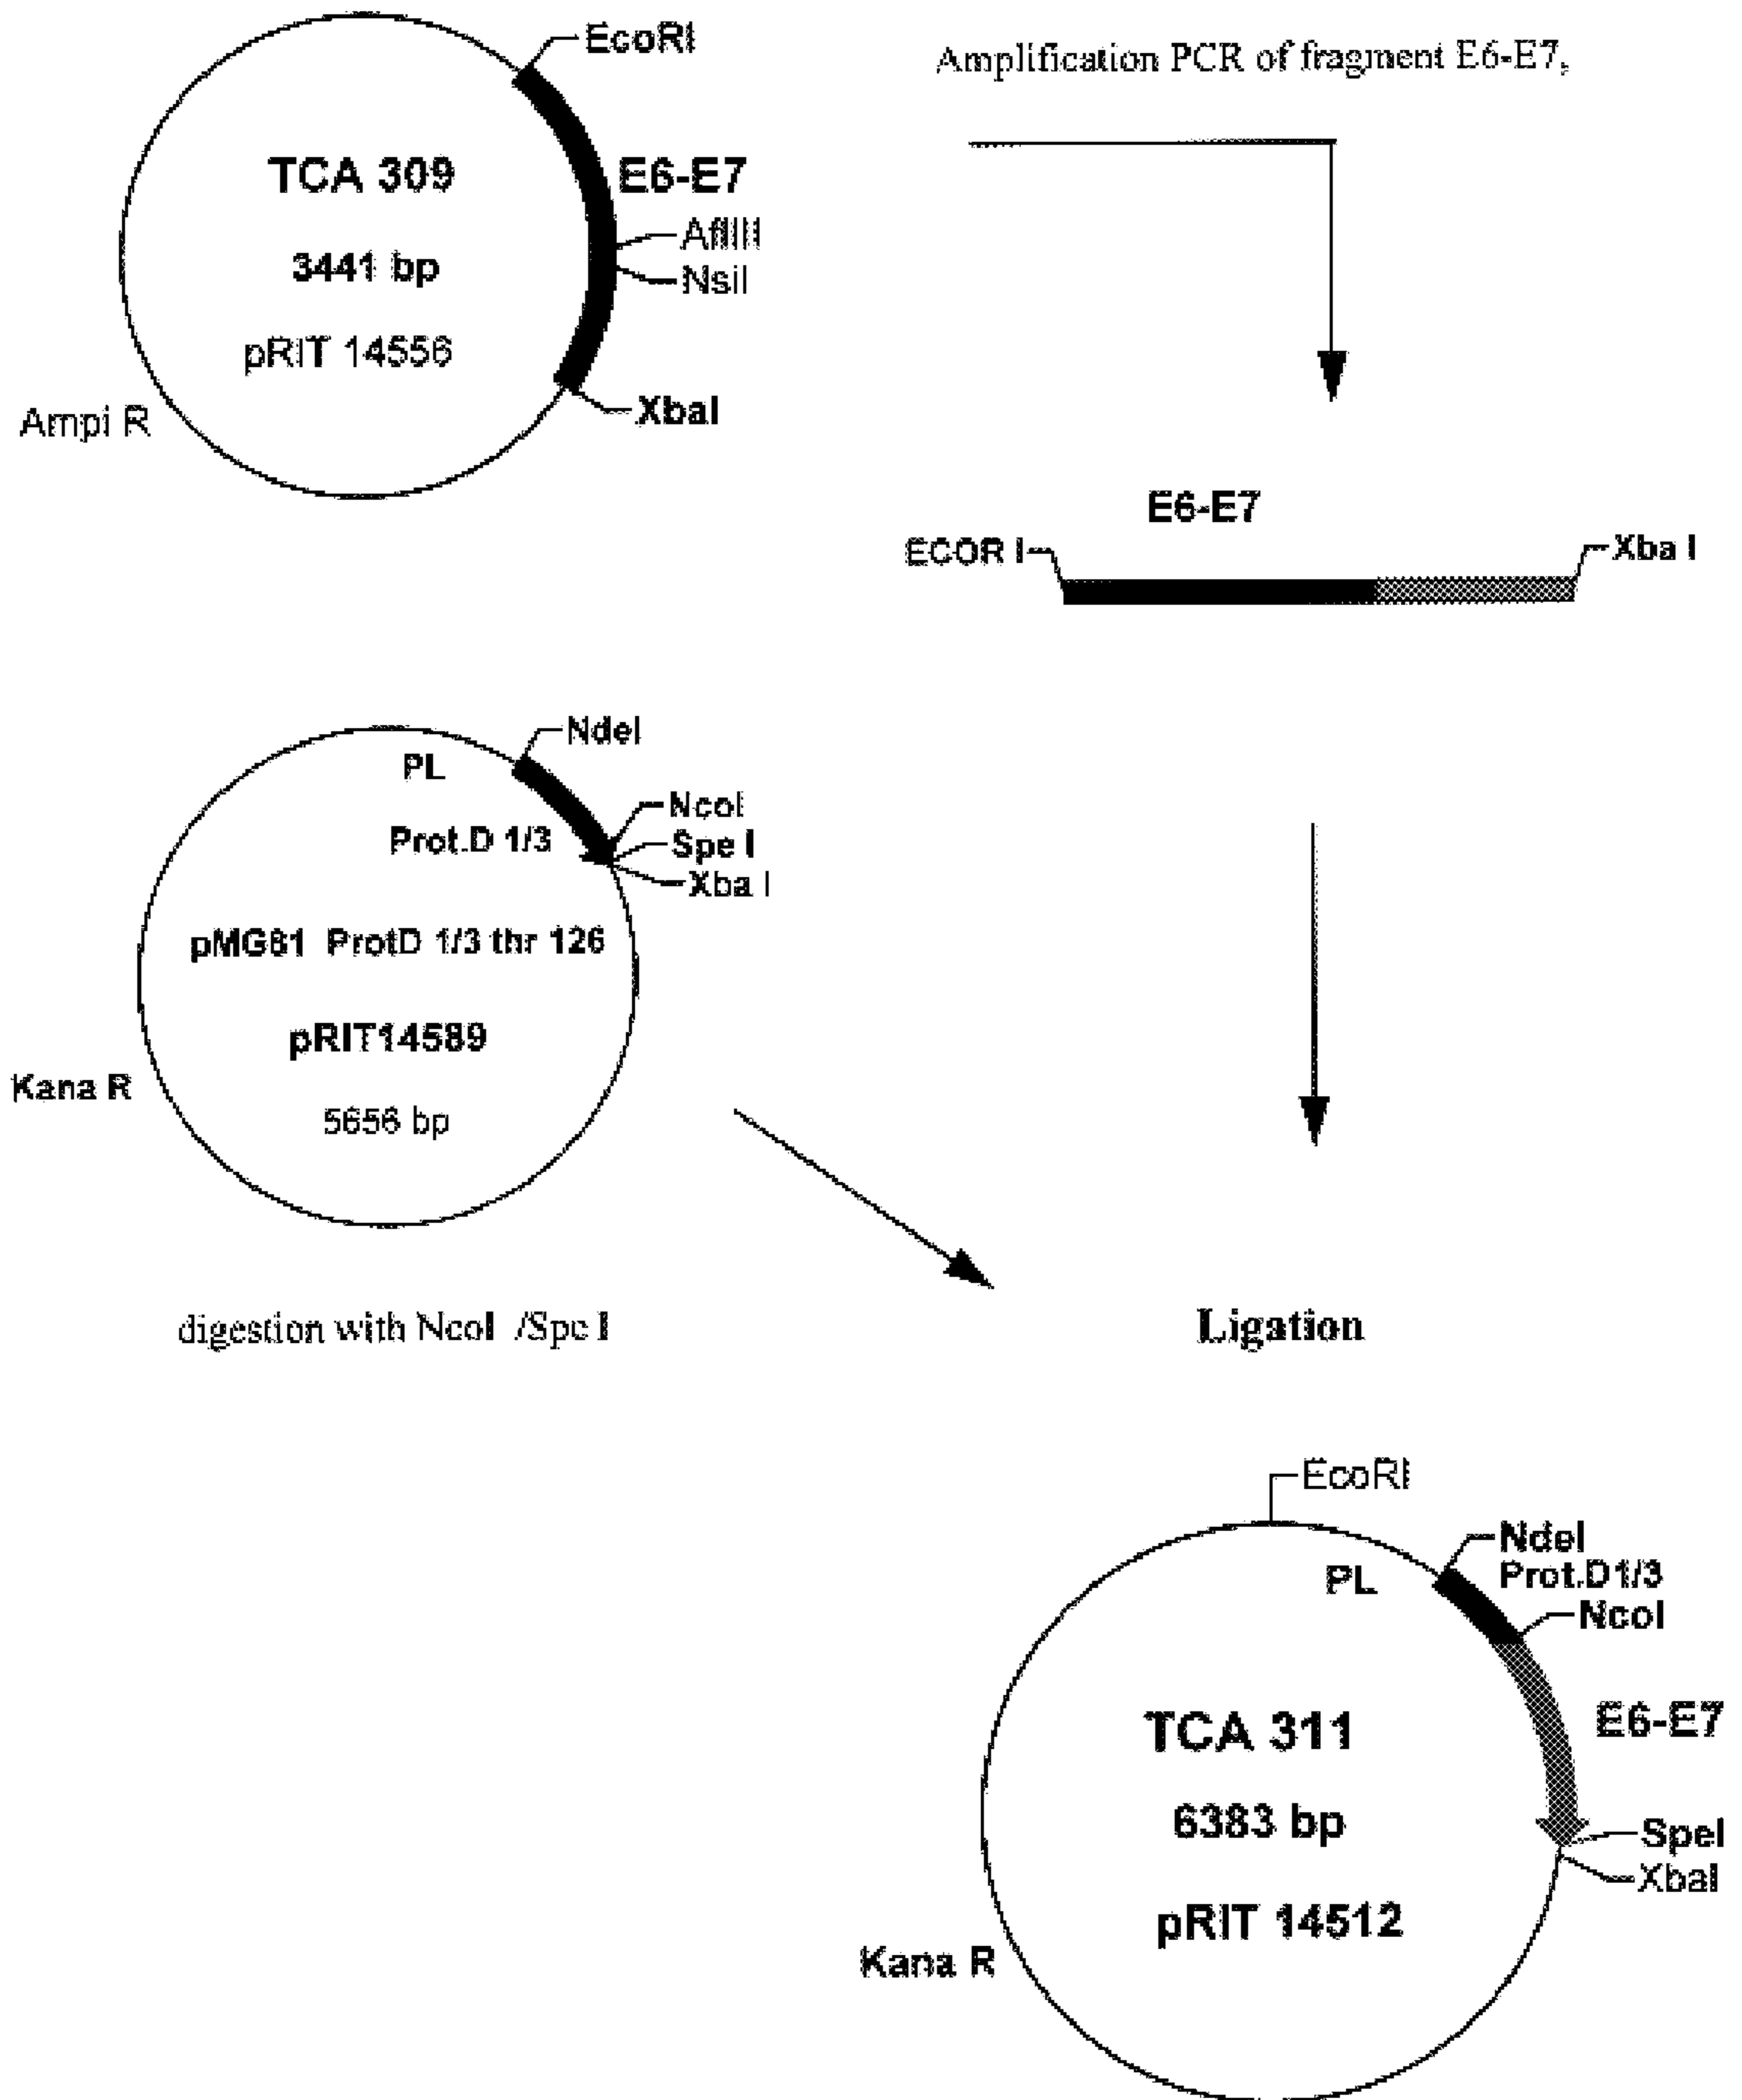 EcoRI
Amplification PCR of fragment E6-E7,
TCA 309
E6-E7
AflIII
3441 bp
NsiI
pRIT 14556
XbaI
Ampi R
E6-E7
ECOR I
Xba I
NdeI
PL
NcoI
Prot.D 1/3
Spe I
Xba I
pMG81 ProtD 1/3 thr 126
pRIT14589
Kana R
5656 bp
digestion with NcoI /Spe I
Ligation
EcoRI
NdeI
PL
Prot.D1/3
NcoI
TCA 311
E6-E7
6383 bp
SpeI
XbaI
pRIT 14512
Kana R